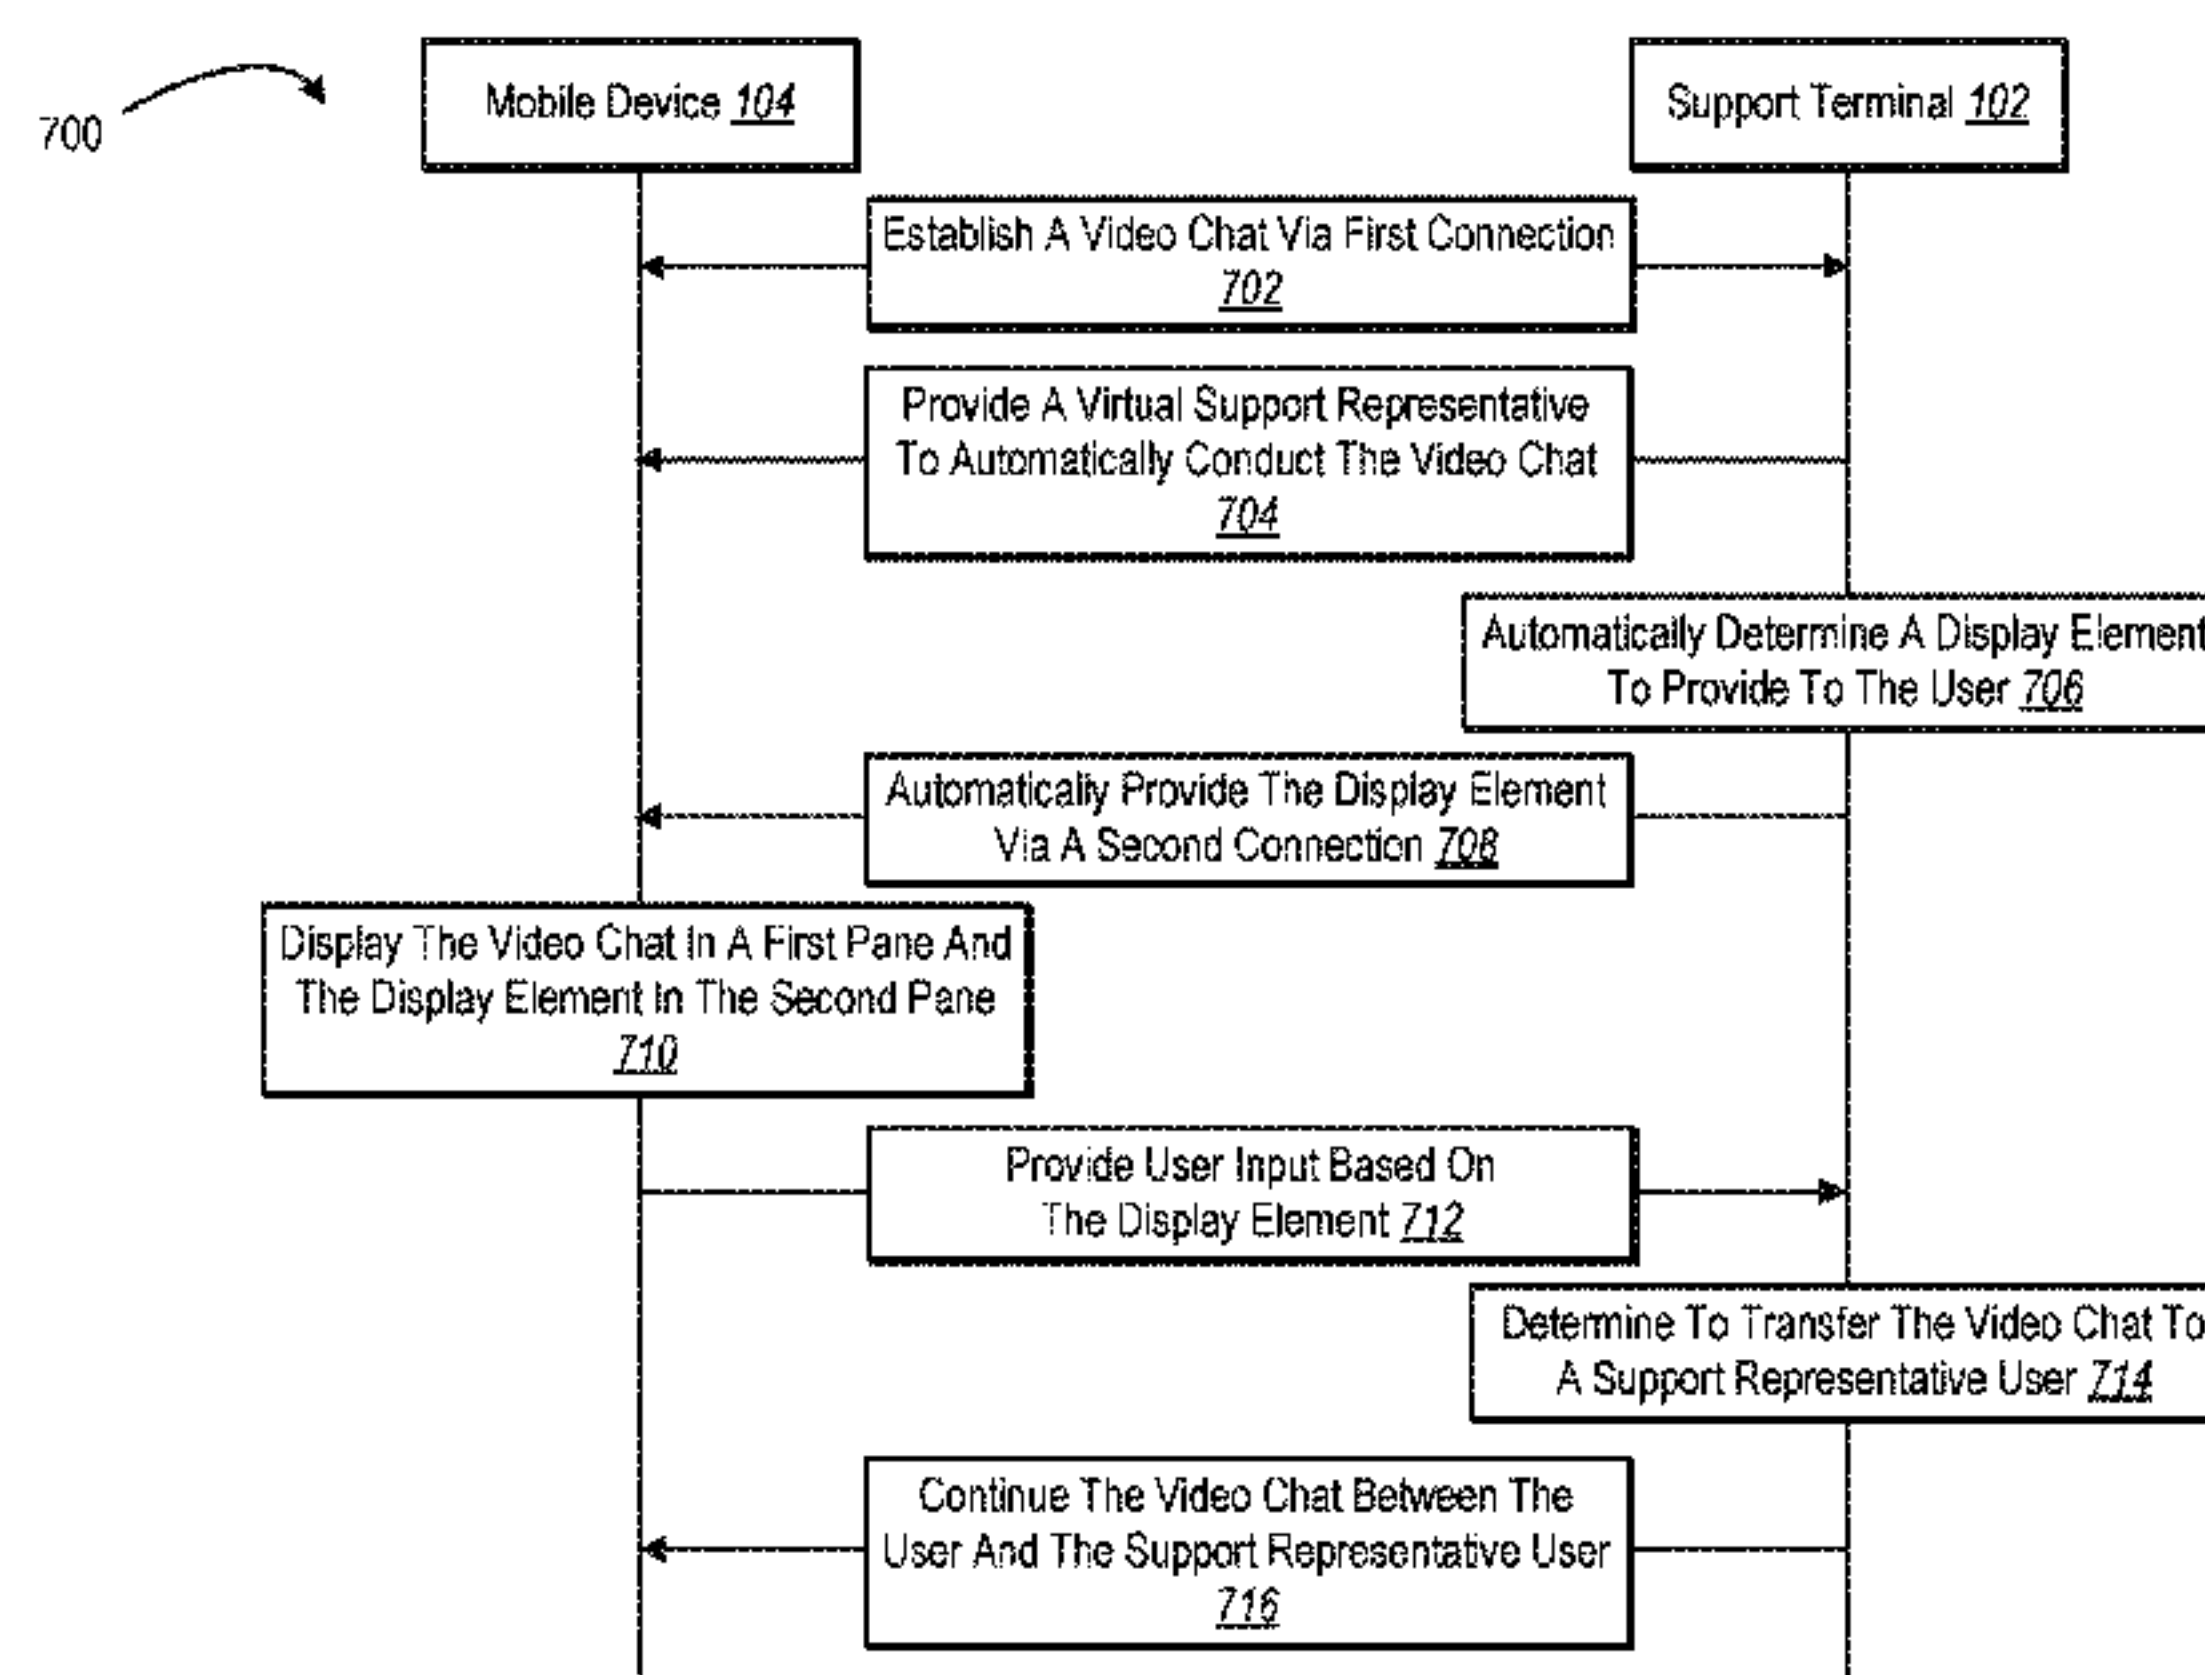 700
Mobile Device 104
Support Terminal 102
Establish A Video Chat Via First Connection
702
Provide A Virtual Support Representative
To Automatically Conduct The Video Chat
704
Automatically Determine A Display Element
To Provide To The User 706
Automatically Provide The Display Element
Via A Second Connection 708
Display The Video Chat In A First Pane And
The Display Element In The Second Pane
710
Provide User Input Based On
The Display Element 712
Determine To Transfer The Video Chat To
A Support Representative User 714
Continue The Video Chat Between The
User And The Support Representative User
716